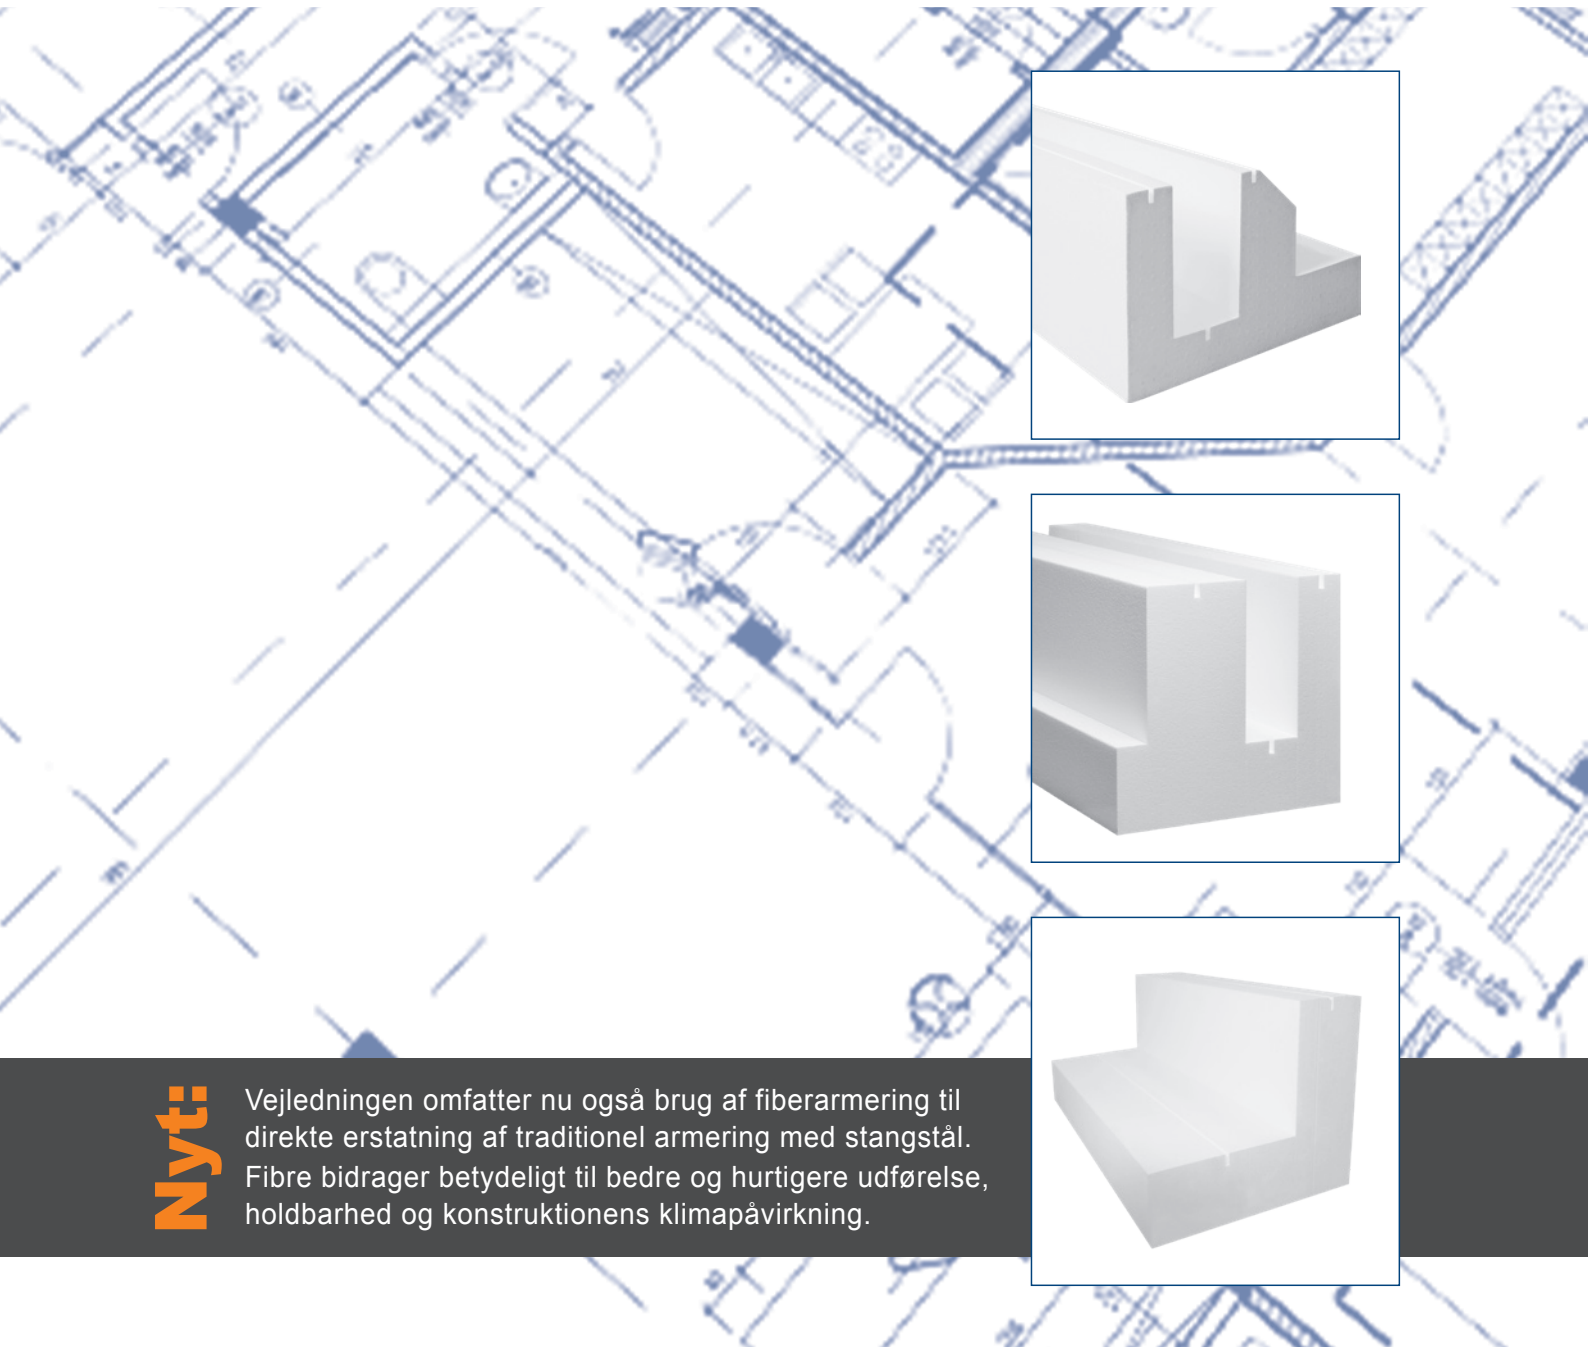 Nyt:
Vejledningen omfatter nu også brug af fiberarmering til
direkte erstatning af traditionel armering med stangstål.
Fibre bidrager betydeligt til bedre og hurtigere udførelse,
holdbarhed og konstruktionens klimapåvirkning.